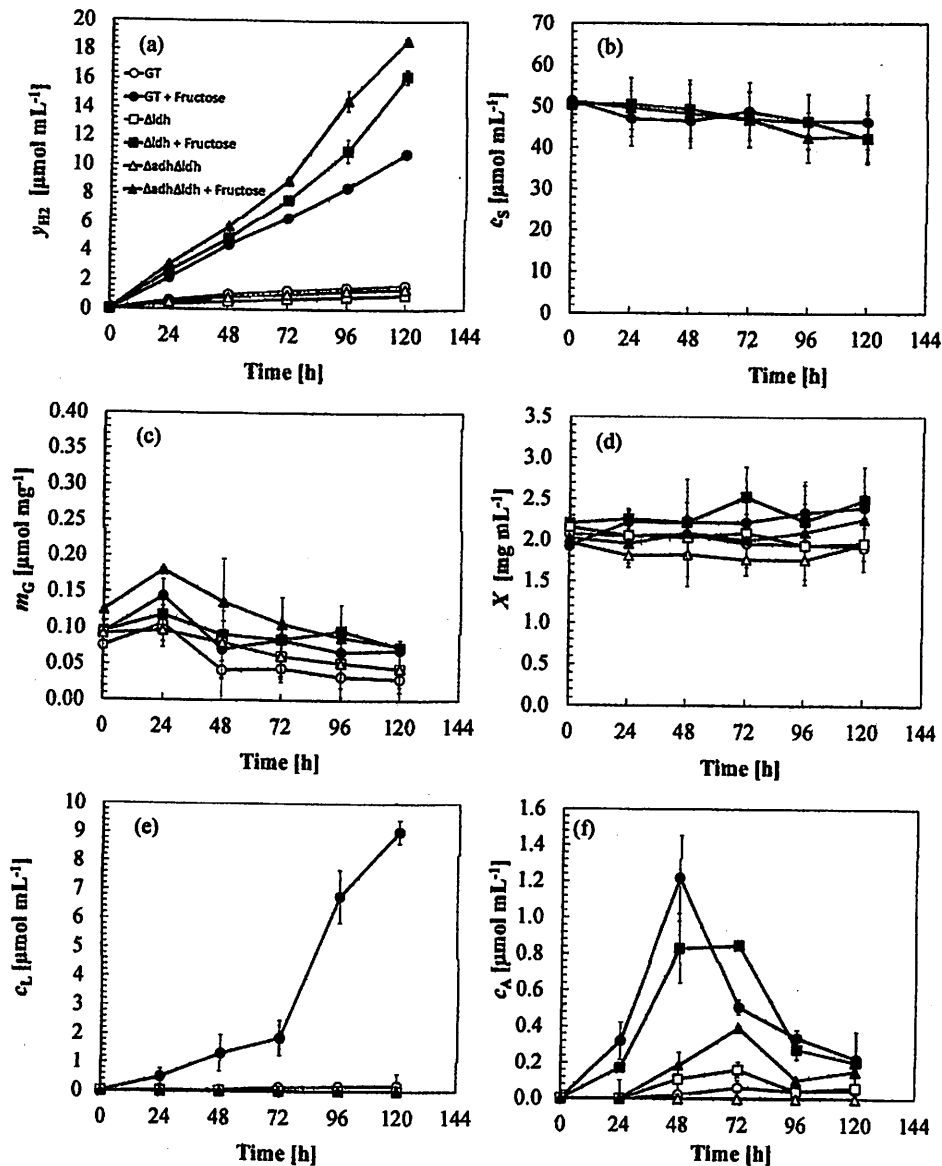 (a)
GT
GT + Fructose
Δldh
Δldh + Fructose
ΔadhΔldh
ΔadhΔldh + Fructose
y_H2 [μmol mL⁻¹]
20
18
16
14
12
10
8
6
4
2
0
0 24 48 72 96 120 144
Time [h]
(b)
c_S [μmol mL⁻¹]
70
60
50
40
30
20
10
0
0 24 48 72 96 120 144
Time [h]
(c)
m_G [μmol mg⁻¹]
0.40
0.35
0.30
0.25
0.20
0.15
0.10
0.05
0.00
0 24 48 72 96 120 144
Time [h]
(d)
X [mg mL⁻¹]
3.5
3.0
2.5
2.0
1.5
1.0
0.5
0.0
0 24 48 72 96 120 144
Time [h]
(e)
c_L [μmol mL⁻¹]
10
9
8
7
6
5
4
3
2
1
0
0 24 48 72 96 120 144
Time [h]
(f)
c_A [μmol mL⁻¹]
1.6
1.4
1.2
1.0
0.8
0.6
0.4
0.2
0.0
0 24 48 72 96 120 144
Time [h]